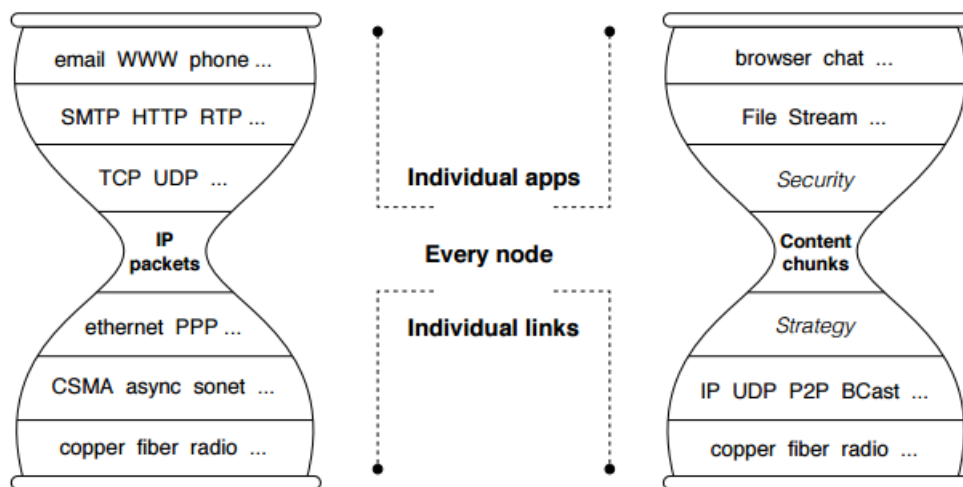 email WWW phone ...
SMTP HTTP RTP ...
TCP UDP ...
IP
packets
ethernet PPP ...
CSMA async sonet ...
copper fiber radio ...
Individual apps
Every node
Individual links
browser chat ...
File Stream ...
Security
Content
chunks
Strategy
IP UDP P2P BCast ...
copper fiber radio ...